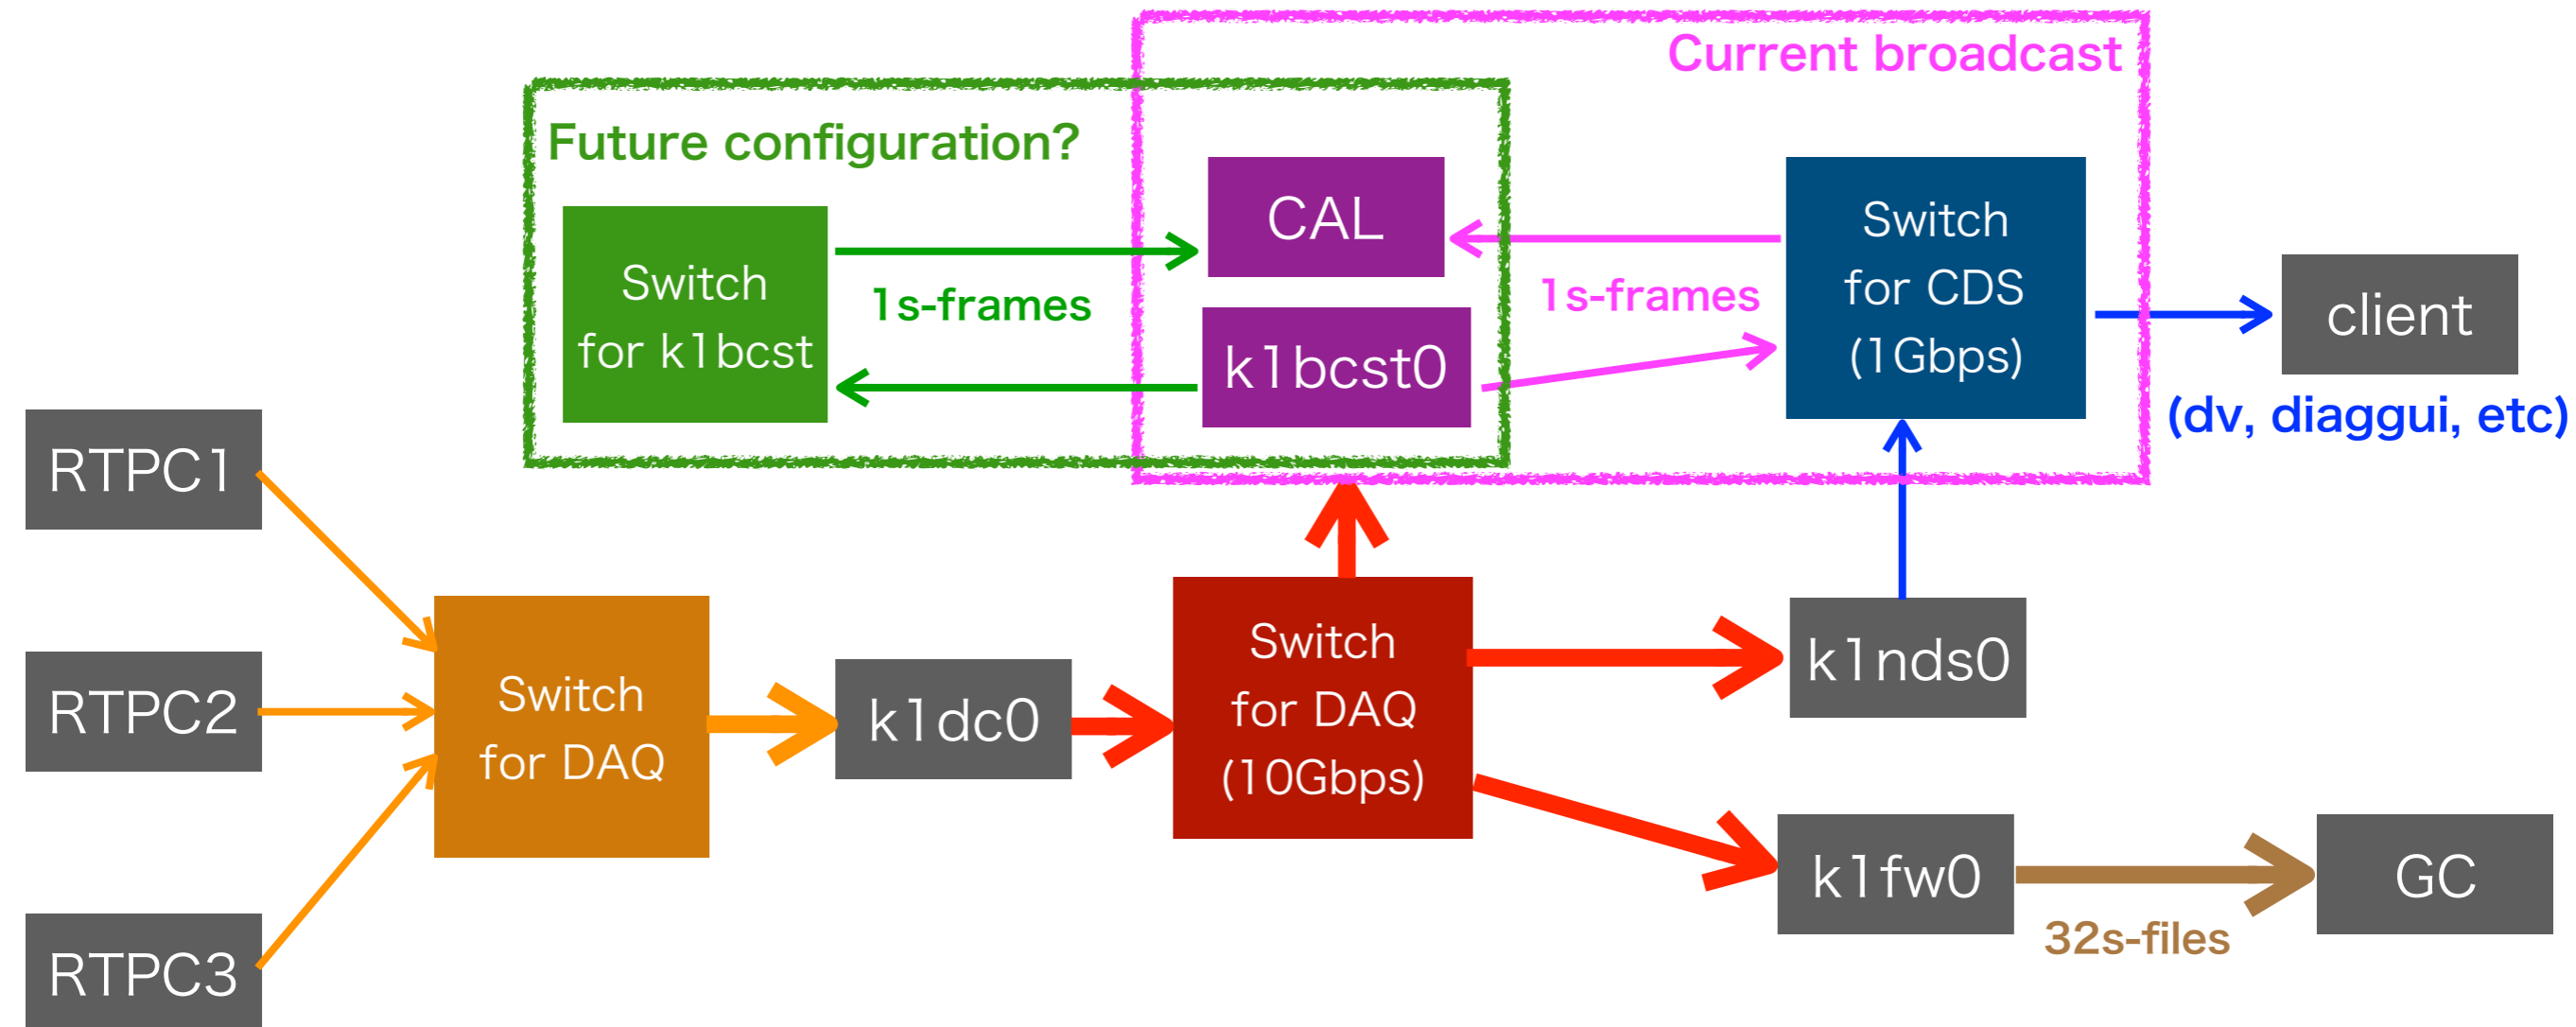 Current broadcast
Future configuration?
Switch
for k1bcst
1s-frames
CAL
k1bcst0
1s-frames
Switch
for CDS
(1Gbps)
client
(dv, diaggui, etc)
RTPC1
RTPC2
RTPC3
Switch
for DAQ
k1dc0
Switch
for DAQ
(10Gbps)
k1nds0
k1fw0
32s-files
GC